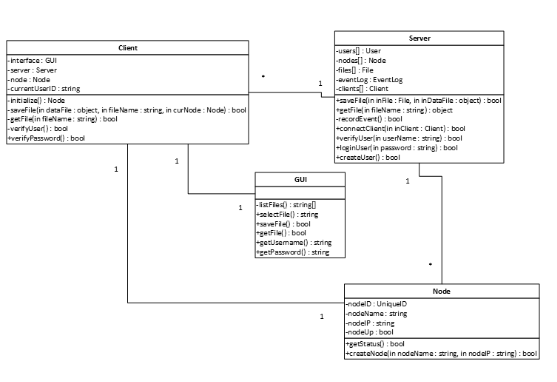 Client
-interface : GUI
-server : Server
-node : Node
-currentUserID : string
-initialize() : Node
-saveFile(in dataFile : object, in fileName : string, in curNode : Node) : bool
-getFile(in fileName : string) : bool
-verifyUser() : bool
+verifyPassword() : bool
Server
-users[] : User
-nodes[] : Node
-files[] : File
-eventLog : EventLog
-clients[] : Client
+saveFile(in inFile : File, in inDataFile : object) : bool
+getFile(in fileName : string) : object
-recordEvent() : bool
+connectClient(in inClient : Client) : bool
+verifyUser(in userName : string) : bool
+loginUser(in password : string) : bool
+createUser() : bool
*
1
1
1
1
1
GUI
-listFiles() : string[]
+selectFile() : string
+saveFile() : bool
+getFile() : bool
+getUsername() : string
+getPassword() : string
*
1
Node
-nodeID : UniqueID
-nodeName : string
-nodeIP : string
-nodeUp : bool
+getStatus() : bool
+createNode(in nodeName : string, in nodeIP : string) : bool